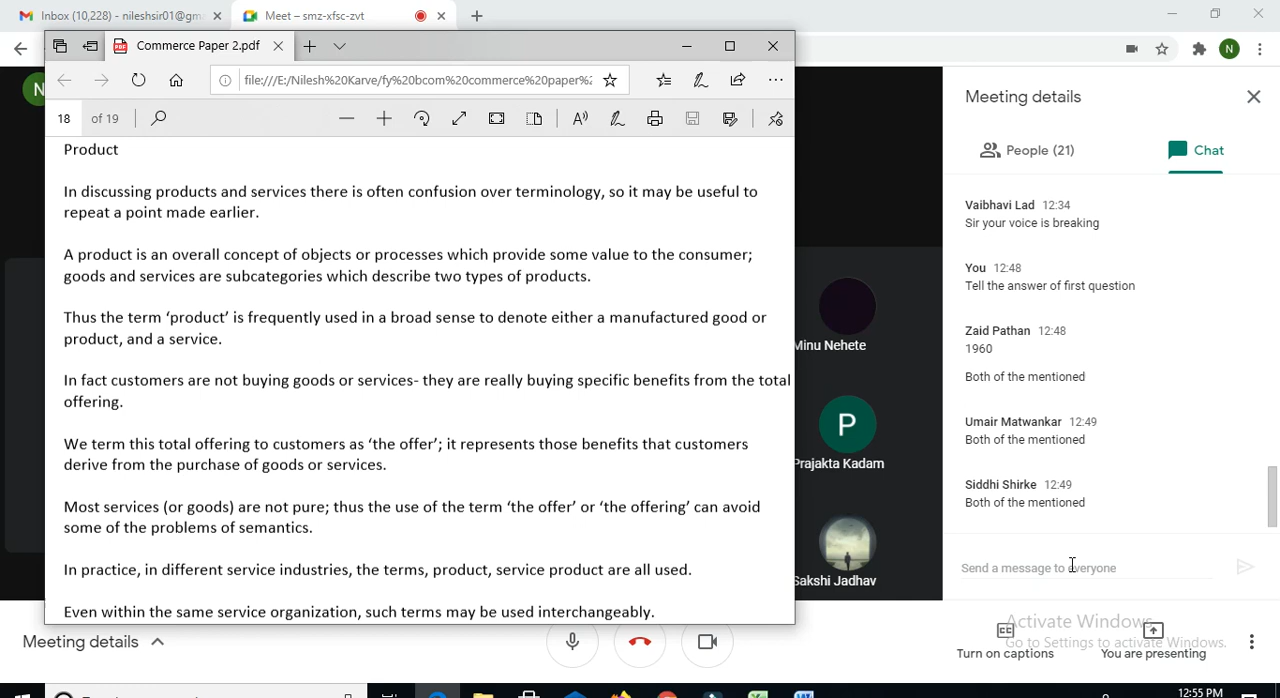 Inbox (10,228) - nileshsir01@gm
Meet – smz-xfsc-zvt
N
N
Commerce Paper 2.pdf
file:///E:/Nilesh%20Karve/fy%20bcom%20commerce%20paper%2
18 of 19
Product
In discussing products and services there is often confusion over terminology, so it may be useful to
repeat a point made earlier.
A product is an overall concept of objects or processes which provide some value to the consumer;
goods and services are subcategories which describe two types of products.
Thus the term ‘product’ is frequently used in a broad sense to denote either a manufactured good or
product, and a service.
In fact customers are not buying goods or services- they are really buying specific benefits from the total
offering.
We term this total offering to customers as ‘the offer’; it represents those benefits that customers
derive from the purchase of goods or services.
Most services (or goods) are not pure; thus the use of the term ‘the offer’ or ‘the offering’ can avoid
some of the problems of semantics.
In practice, in different service industries, the terms, product, service product are all used.
Even within the same service organization, such terms may be used interchangeably.
Minu Nehete
P
Prajakta Kadam
Sakshi Jadhav
Meeting details
People (21)
Chat
Vaibhavi Lad 12:34
Sir your voice is breaking
You 12:48
Tell the answer of first question
Zaid Pathan 12:48
1960
Both of the mentioned
Umair Matwankar 12:49
Both of the mentioned
Siddhi Shirke 12:49
Both of the mentioned
Send a message to everyone
Activate Windows
Go to Settings to activate Windows.
Meeting details
Turn on captions
You are presenting
12:55 PM